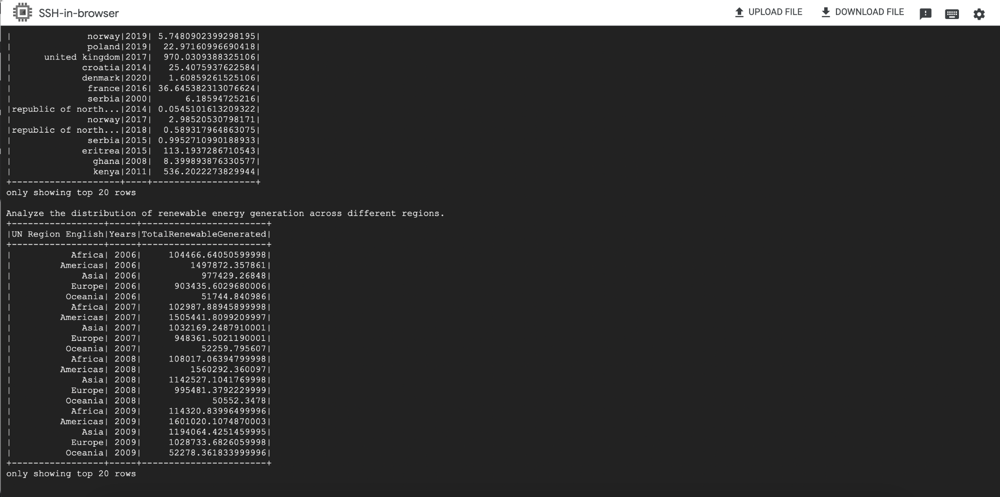 SSH-in-browser
UPLOAD FILE
DOWNLOAD FILE
|              norway|2019| 5.7480902399298195|
|              poland|2019|  22.97160996690418|
|      united kingdom|2017|  970.0309388325106|
|             croatia|2014|   25.4075937622584|
|             denmark|2020|   1.60859261525106|
|              france|2016| 36.645382313076624|
|              serbia|2000|      6.18594725216|
|republic of north...|2014| 0.0545101613209322|
|              norway|2017|   2.98520530798171|
|republic of north...|2018|  0.589317964863075|
|              serbia|2015| 0.9952710990188933|
|             eritrea|2015|  113.1937286710543|
|               ghana|2008|  8.399893876330577|
|               kenya|2011|  536.2022273829944|
+--------------------+----+-------------------+
only showing top 20 rows
Analyze the distribution of renewable energy generation across different regions.
+-----------------+-----+-----------------------+
|UN Region English|Years|TotalRenewableGenerated|
+-----------------+-----+-----------------------+
|           Africa| 2006|     104466.64050599998|
|         Americas| 2006|         1497872.357861|
|             Asia| 2006|           977429.26848|
|           Europe| 2006|      903435.6029680006|
|          Oceania| 2006|           51744.840986|
|           Africa| 2007|     102987.88945899998|
|         Americas| 2007|     1505441.8099209997|
|             Asia| 2007|     1032169.2487910001|
|           Europe| 2007|      948361.5021190001|
|          Oceania| 2007|           52259.795607|
|           Africa| 2008|     108017.06394799998|
|         Americas| 2008|         1560292.360097|
|             Asia| 2008|     1142527.1041769998|
|           Europe| 2008|      995481.3792229999|
|          Oceania| 2008|             50552.3478|
|           Africa| 2009|     114320.83996499996|
|         Americas| 2009|     1601020.1074870003|
|             Asia| 2009|     1194064.4251459995|
|           Europe| 2009|     1028733.6826059998|
|          Oceania| 2009|     52278.361833999996|
+-----------------+-----+-----------------------+
only showing top 20 rows